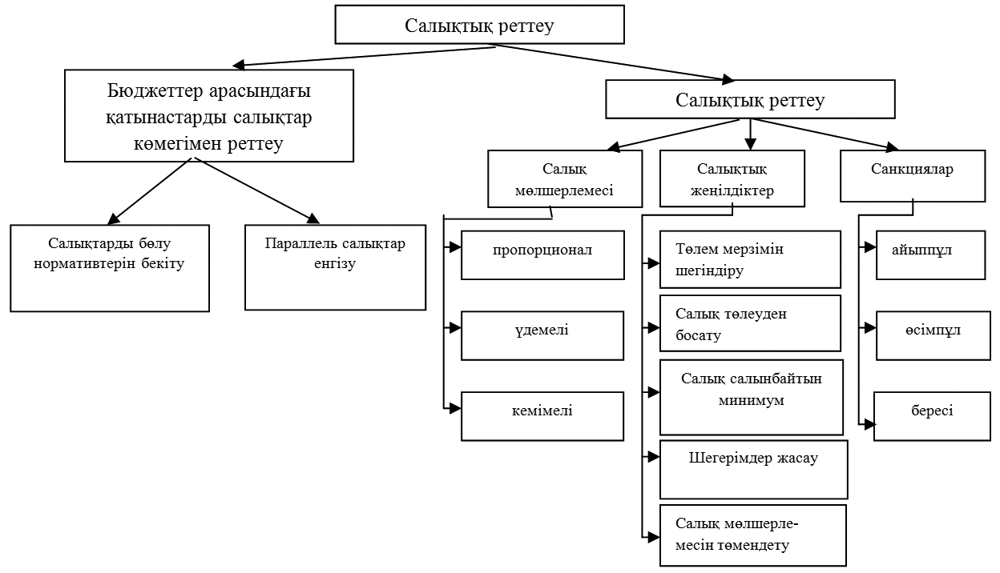 Салықтық реттеу
Бюджеттер арасындағы
қатынастарды салықтар
көмегімен реттеу
Салықтық реттеу
Салық
мөлшерлемесі
Салықтық
жеңілдіктер
Санкциялар
Салықтарды бөлу
нормативтерін бекіту
Параллель салықтар
енгізу
пропорционал
үдемелі
кемімелі
Төлем мерзімін
шегіндіру
Салық төлеуден
босату
Салық салынбайтын
минимум
Шегерімдер жасау
Салық мөлшерле-
месін төмендету
айыппұл
өсімпұл
бересі